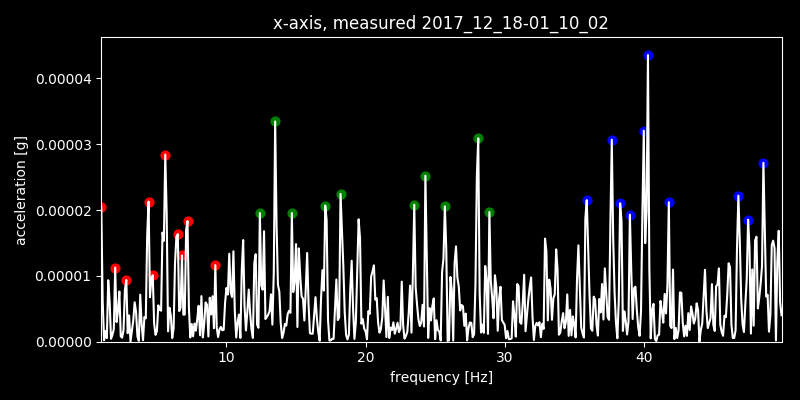 x-axis, measured 2017_12_18-01_10_02
acceleration [g]
0.00004
0.00003
0.00002
0.00001
0.00000
10 20 30 40
frequency [Hz]